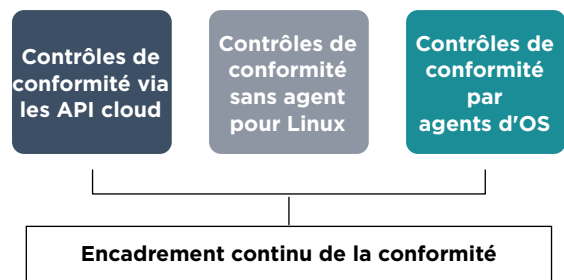 Contrôles de
conformité via
les API cloud
Contrôles de
conformité
sans agent
pour Linux
Contrôles de
conformité
par
agents d'OS
Encadrement continu de la conformité